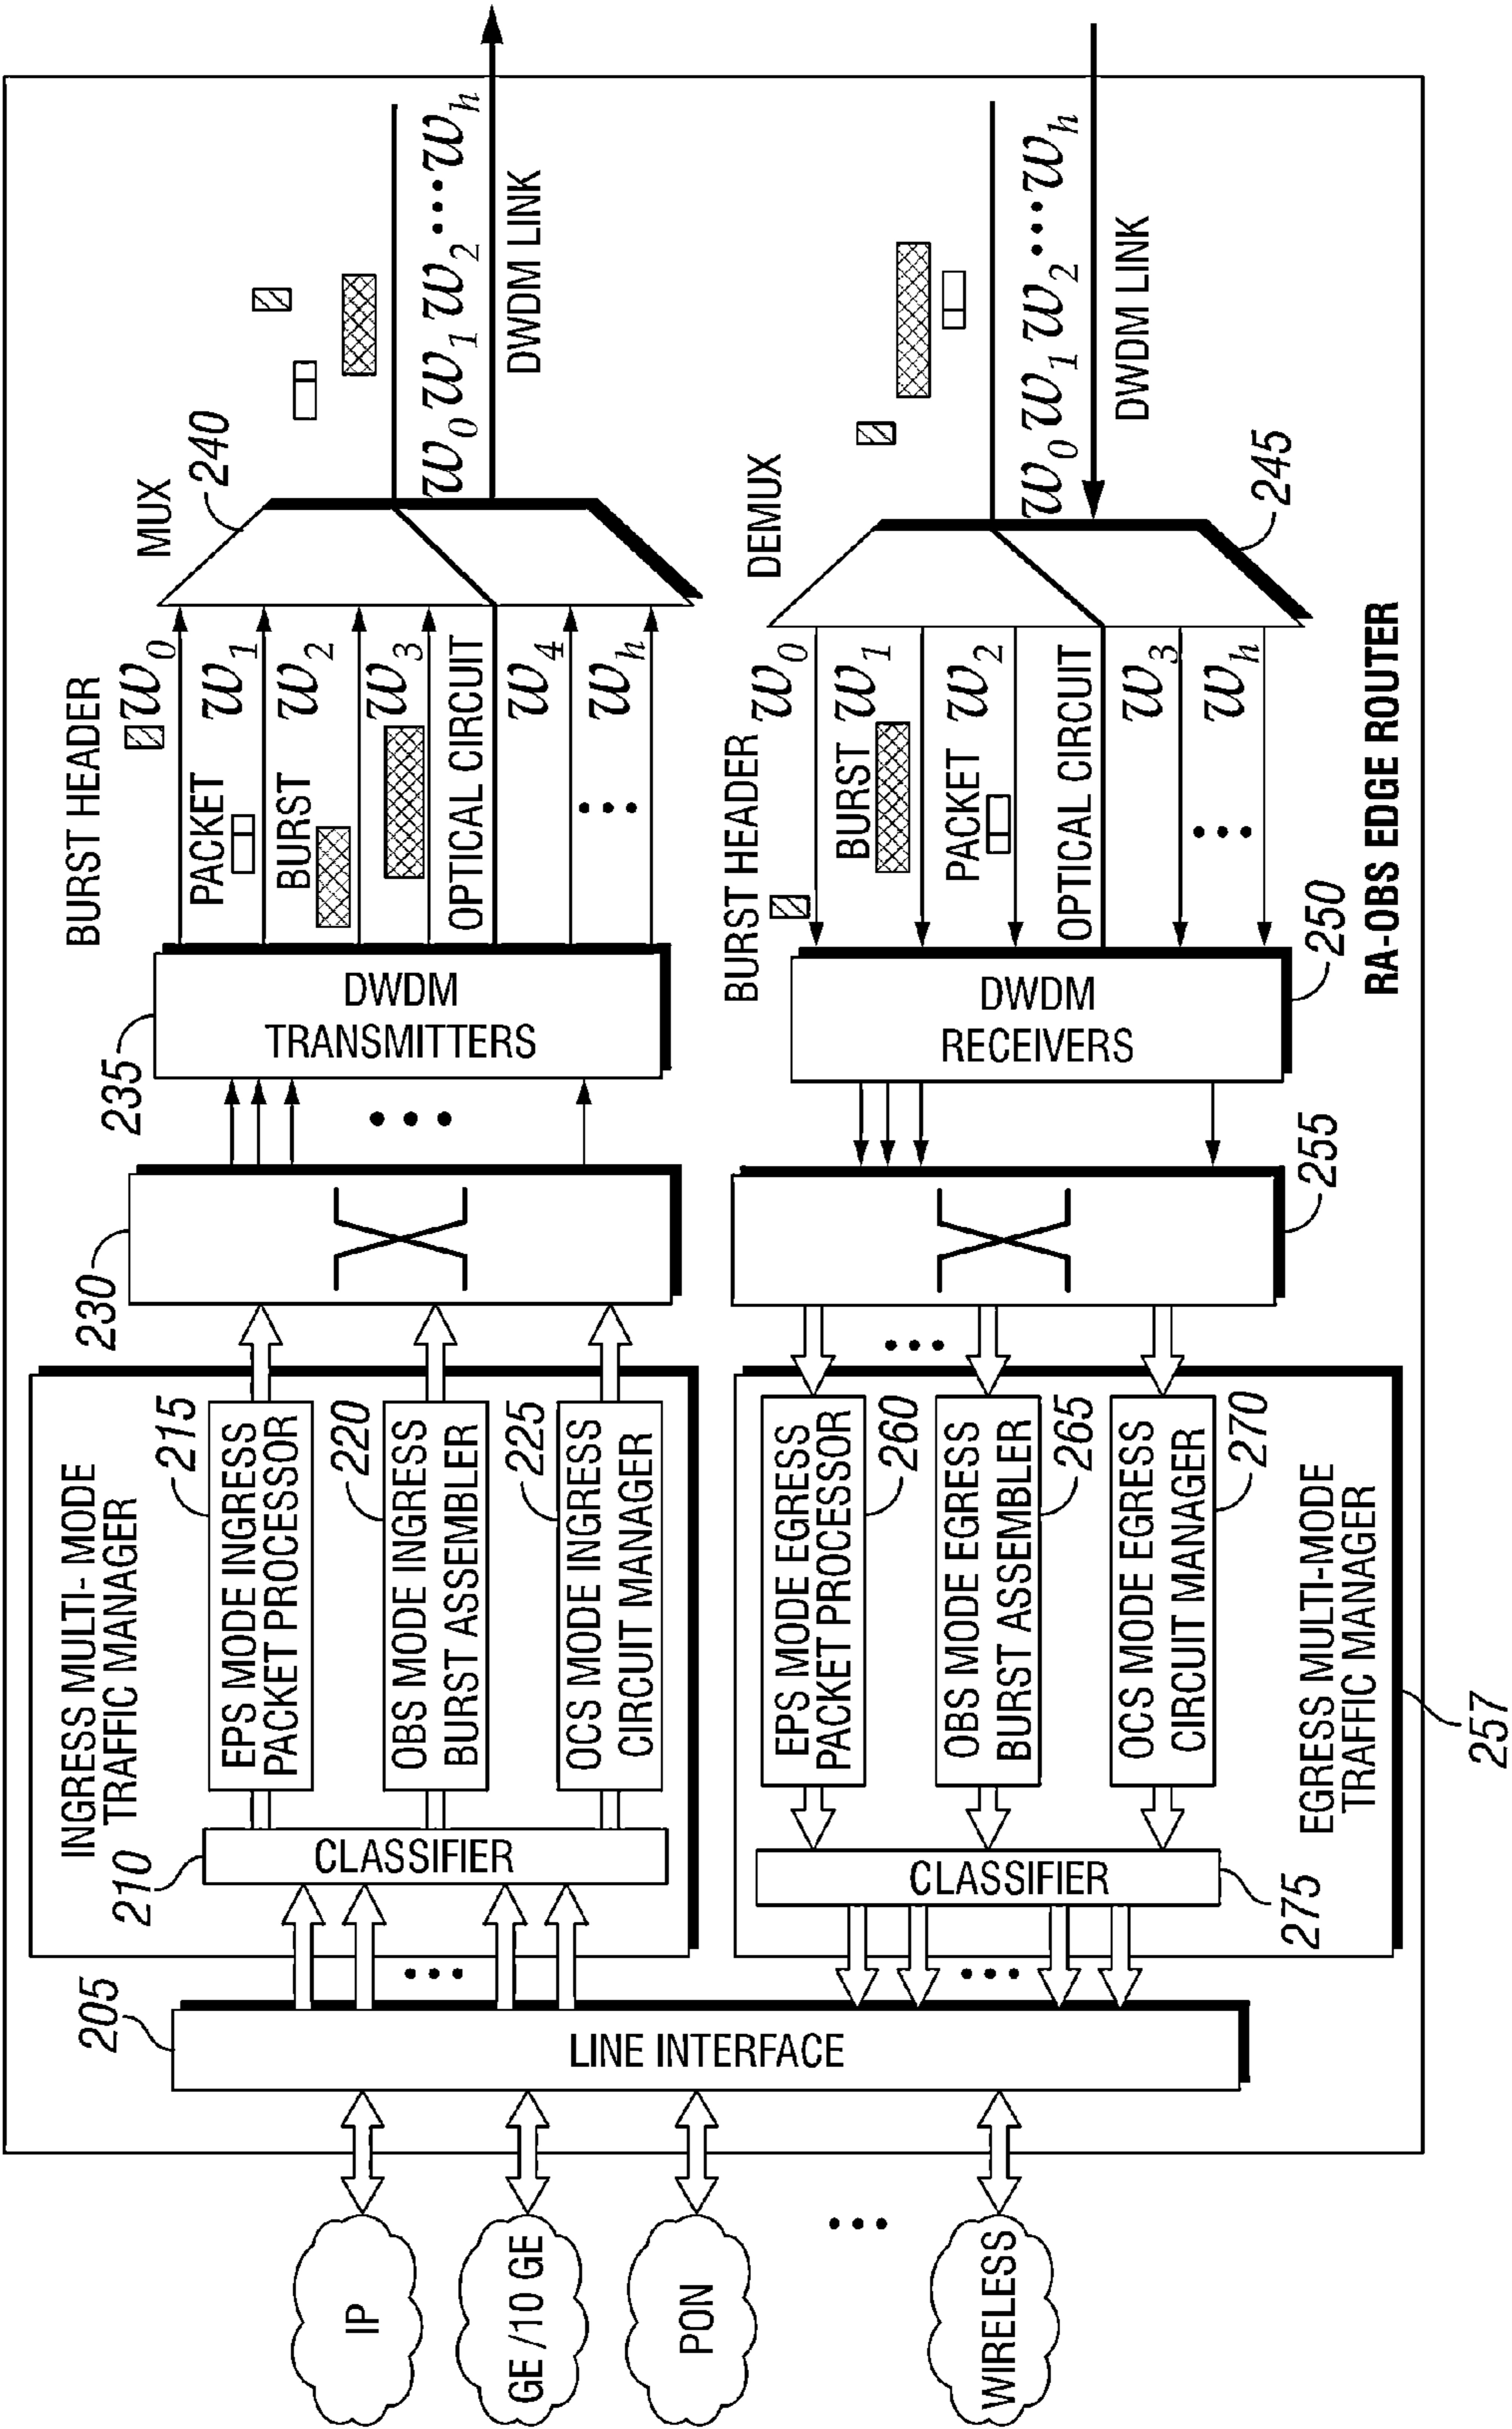 IP
GE /10 GE
PON
WIRELESS
205
LINE INTERFACE
INGRESS MULTI- MODE
TRAFFIC MANAGER
210
CLASSIFIER
215
EPS MODE INGRESS
PACKET PROCESSOR
220
OBS MODE INGRESS
BURST ASSEMBLER
225
OCS MODE INGRESS
CIRCUIT MANAGER
230
235
DWDM
TRANSMITTERS
BURST HEADER
w0
PACKET
w1
BURST
w2
w3
OPTICAL CIRCUIT
w4
...
wh
MUX
240
w0 w1 w2 ...wh
DWDM LINK
EPS MODE EGRESS
PACKET PROCESSOR
260
OBS MODE EGRESS
BURST ASSEMBLER
265
OCS MODE EGRESS
CIRCUIT MANAGER
270
CLASSIFIER
275
EGRESS MULTI-MODE
TRAFFIC MANAGER
257
255
DWDM
RECEIVERS
250
BURST HEADER
w0
BURST
w1
PACKET
w2
OPTICAL CIRCUIT
w3
...
wh
DEMUX
245
w0 w1 w2 ...wh
DWDM LINK
RA-OBS EDGE ROUTER